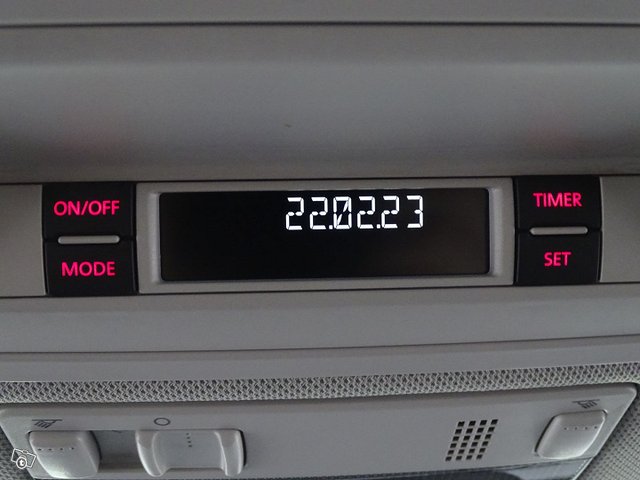 ON/OFF
22.02.23
TIMER
MODE
SET